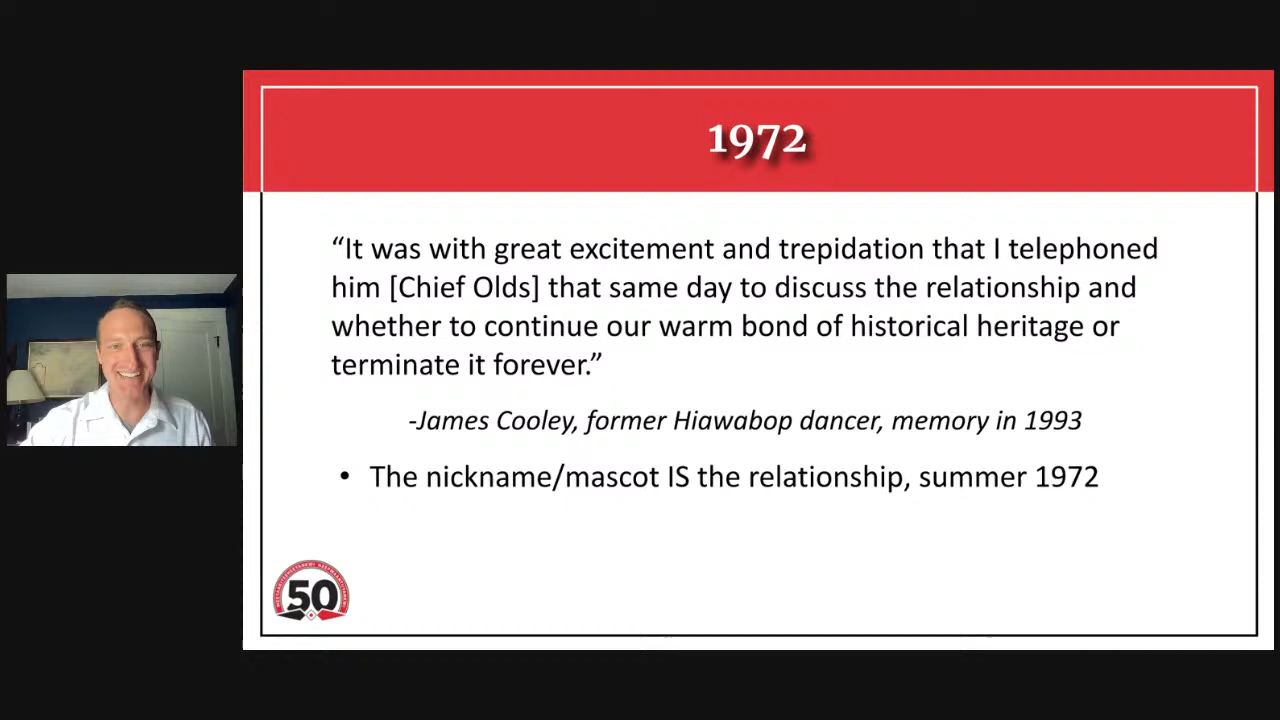 1972
“It was with great excitement and trepidation that I telephoned
him [Chief Olds] that same day to discuss the relationship and
whether to continue our warm bond of historical heritage or
terminate it forever.”
-James Cooley, former Hiawabop dancer, memory in 1993
• The nickname/mascot IS the relationship, summer 1972
50